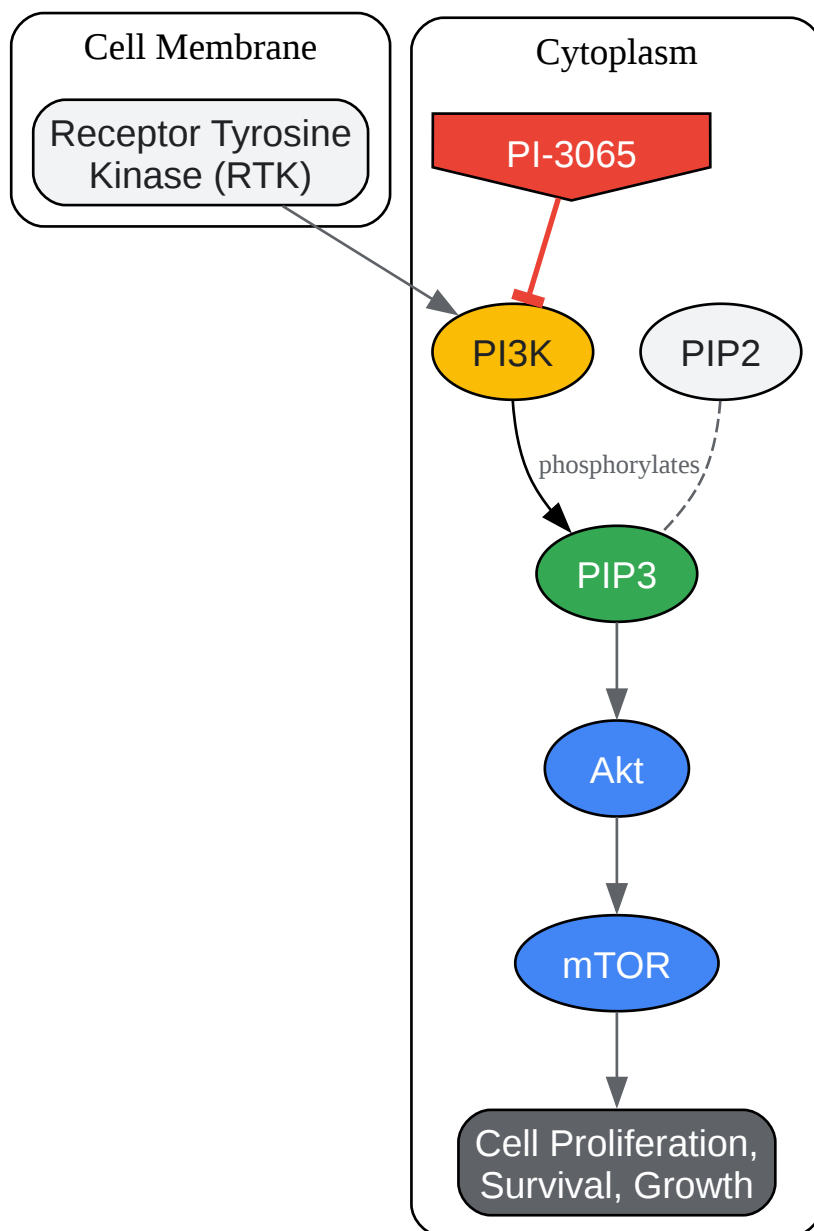 Cell Membrane
Receptor Tyrosine
Kinase (RTK)
Cytoplasm
PI-3065
PI3K
PIP2
phosphorylates
PIP3
Akt
mTOR
Cell Proliferation,
Survival, Growth